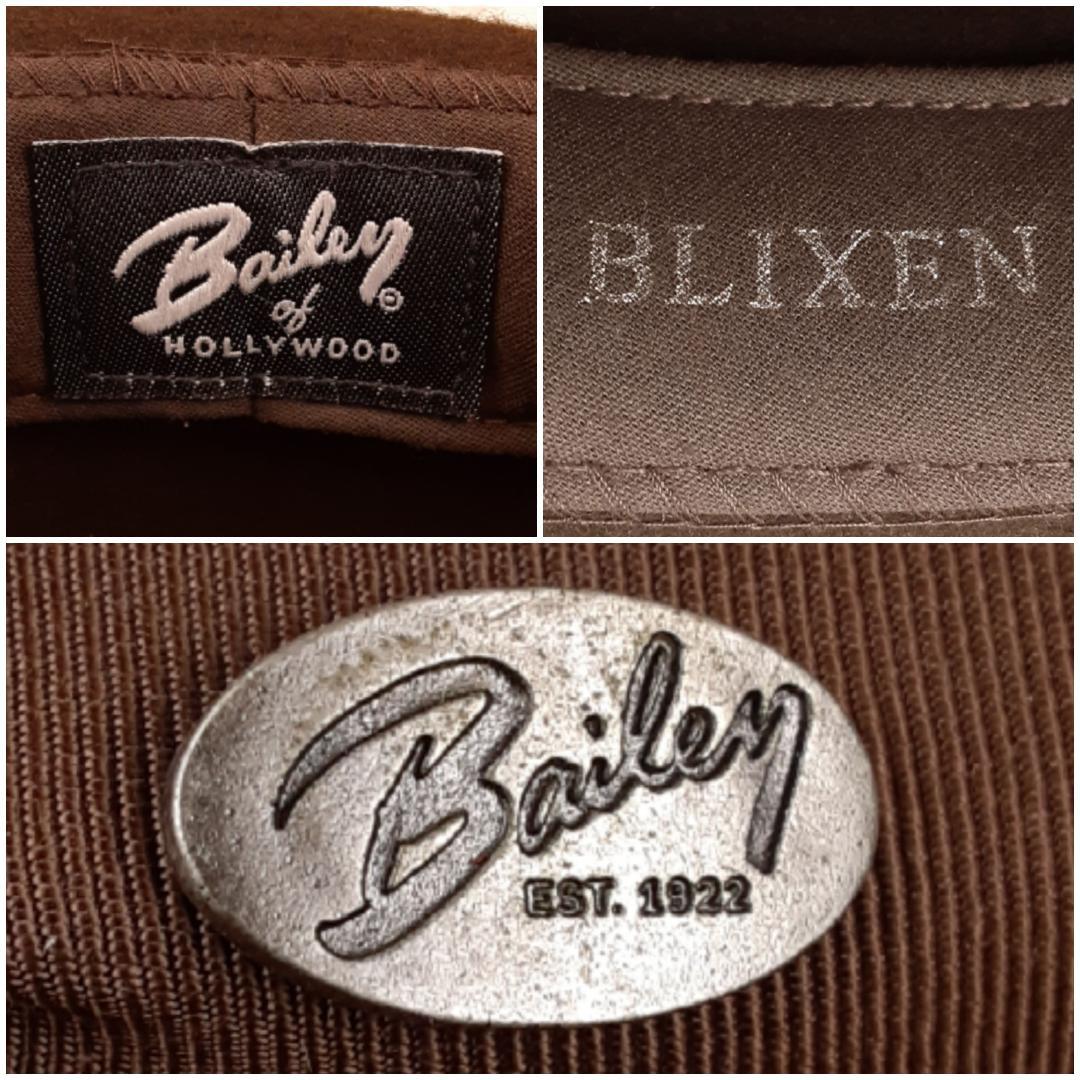 Bailey
of
HOLLYWOOD
®
BLIXEN
Bailey
EST. 1922